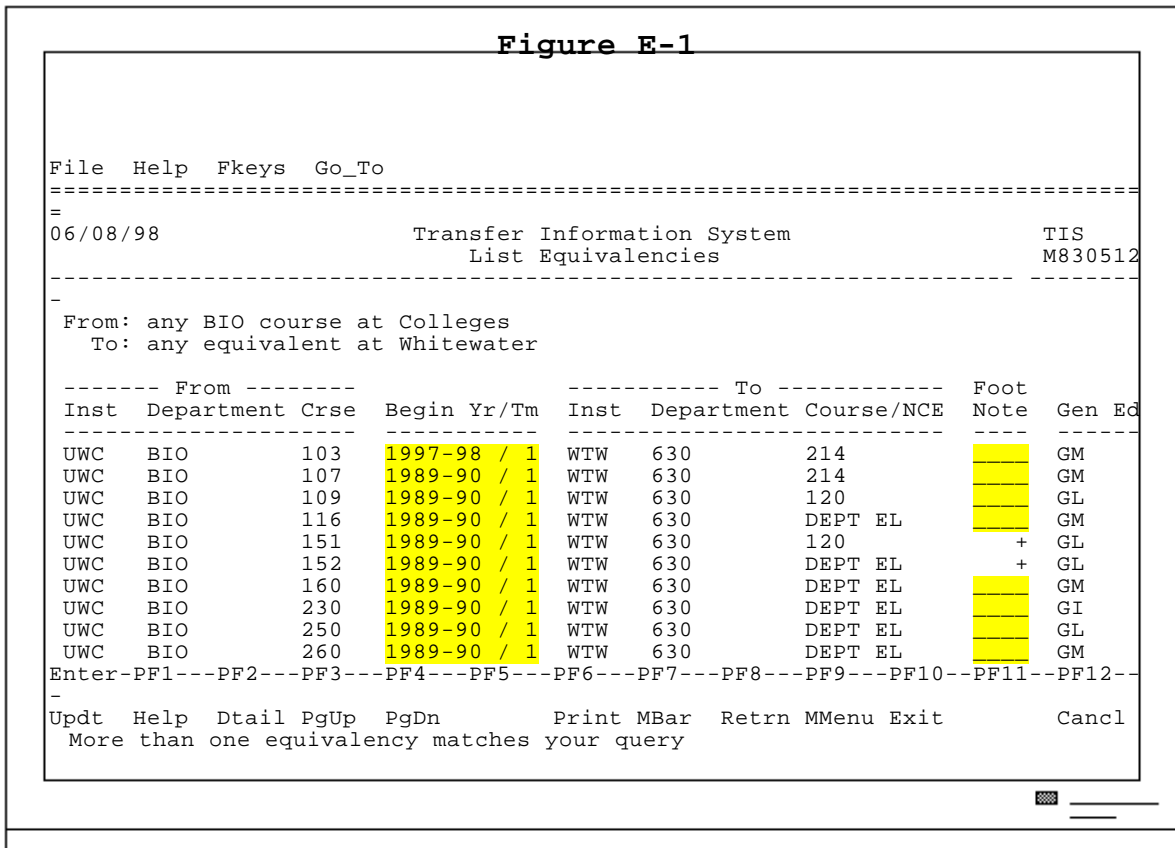 Figure E-1
File  Help  Fkeys  Go_To
==============================================================================
=
06/08/98                  Transfer Information System                  TIS
                              List Equivalencies                       M830512
--------------------------------------------------------------------- --------
-
 From: any BIO course at Colleges
   To: any equivalent at Whitewater
 ------- From --------               ----------- To ------------  Foot
 Inst  Department Crse  Begin Yr/Tm  Inst  Department Course/NCE  Note  Gen Ed
 ---------------------  -----------  ---------------------------  ----  ------
 UWC   BIO        103   1997-98 / 1  WTW   630        214         ____  GM
 UWC   BIO        107   1989-90 / 1  WTW   630        214         ____  GM
 UWC   BIO        109   1989-90 / 1  WTW   630        120         ____  GL
 UWC   BIO        116   1989-90 / 1  WTW   630        DEPT EL     ____  GM
 UWC   BIO        151   1989-90 / 1  WTW   630        120            +  GL
 UWC   BIO        152   1989-90 / 1  WTW   630        DEPT EL        +  GL
 UWC   BIO        160   1989-90 / 1  WTW   630        DEPT EL     ____  GM
 UWC   BIO        230   1989-90 / 1  WTW   630        DEPT EL     ____  GI
 UWC   BIO        250   1989-90 / 1  WTW   630        DEPT EL     ____  GL
 UWC   BIO        260   1989-90 / 1  WTW   630        DEPT EL     ____  GM
Enter-PF1---PF2---PF3---PF4---PF5---PF6---PF7---PF8---PF9---PF10--PF11--PF12--
-
Updt  Help  Dtail PgUp  PgDn        Print MBar  Retrn MMenu Exit        Cancl
 More than one equivalency matches your query